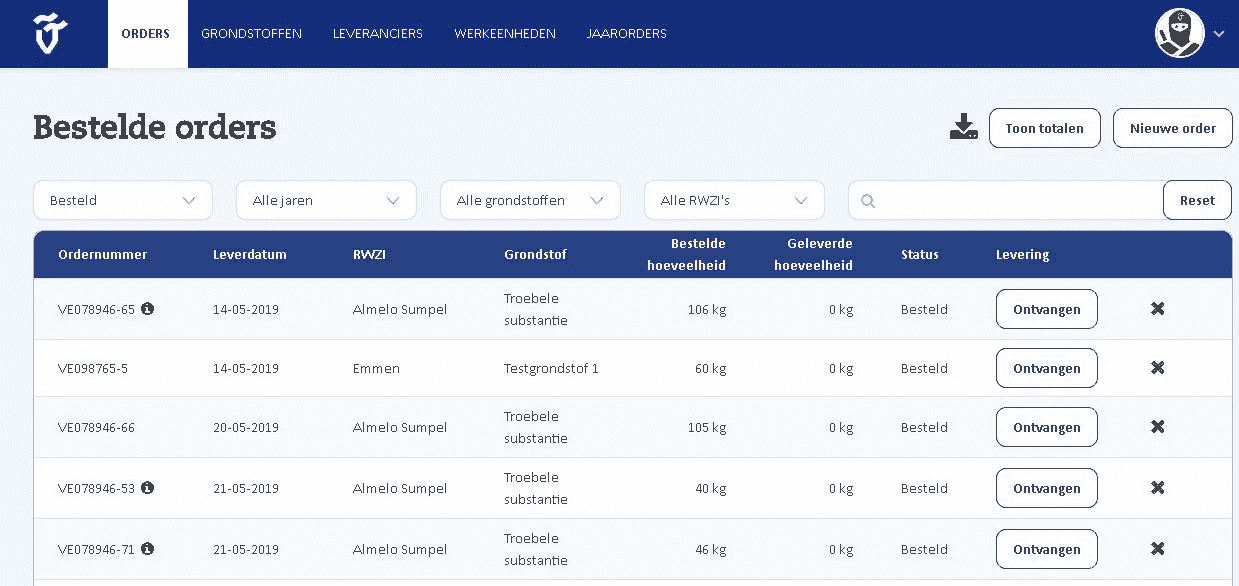 ORDERS GRONDSTOFFEN LEVERANCIERS WERKEENHEDEN JAARORDERS
Bestelde orders
Toon totalen Nieuwe order
Besteld Alle jaren Alle grondstoffen Alle RWZI's Reset
Ordernummer Leverdatum RWZI Grondstof Bestelde hoeveelheid Geleverde hoeveelheid Status Levering
VE078946-65 14-05-2019 Almelo Sumpel Troebele substantie 106 kg 0 kg Besteld Ontvangen
VE098765-5 14-05-2019 Emmen Testgrondstof 1 60 kg 0 kg Besteld Ontvangen
VE078946-66 20-05-2019 Almelo Sumpel Troebele substantie 105 kg 0 kg Besteld Ontvangen
VE078946-53 21-05-2019 Almelo Sumpel Troebele substantie 40 kg 0 kg Besteld Ontvangen
VE078946-71 21-05-2019 Almelo Sumpel Troebele substantie 46 kg 0 kg Besteld Ontvangen